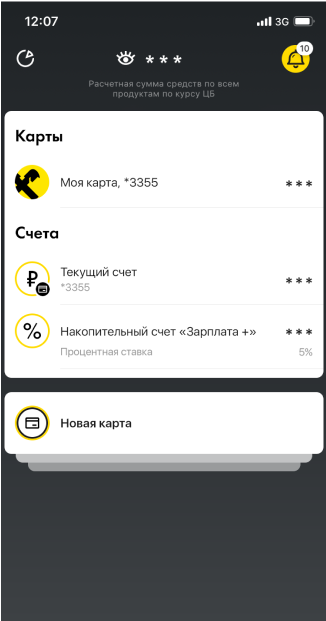 12:07
3G
10
***
Расчетная сумма средств по всем
продуктам по курсу ЦБ
Карты
Моя карта, *3355
***
Счета
Текущий счет
***
*3355
Накопительный счет «Зарплата +»
***
Процентная ставка
5%
Новая карта